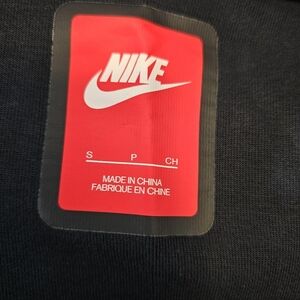 NIKE
S P CH
MADE IN CHINA
FABRIQUE EN CHINE